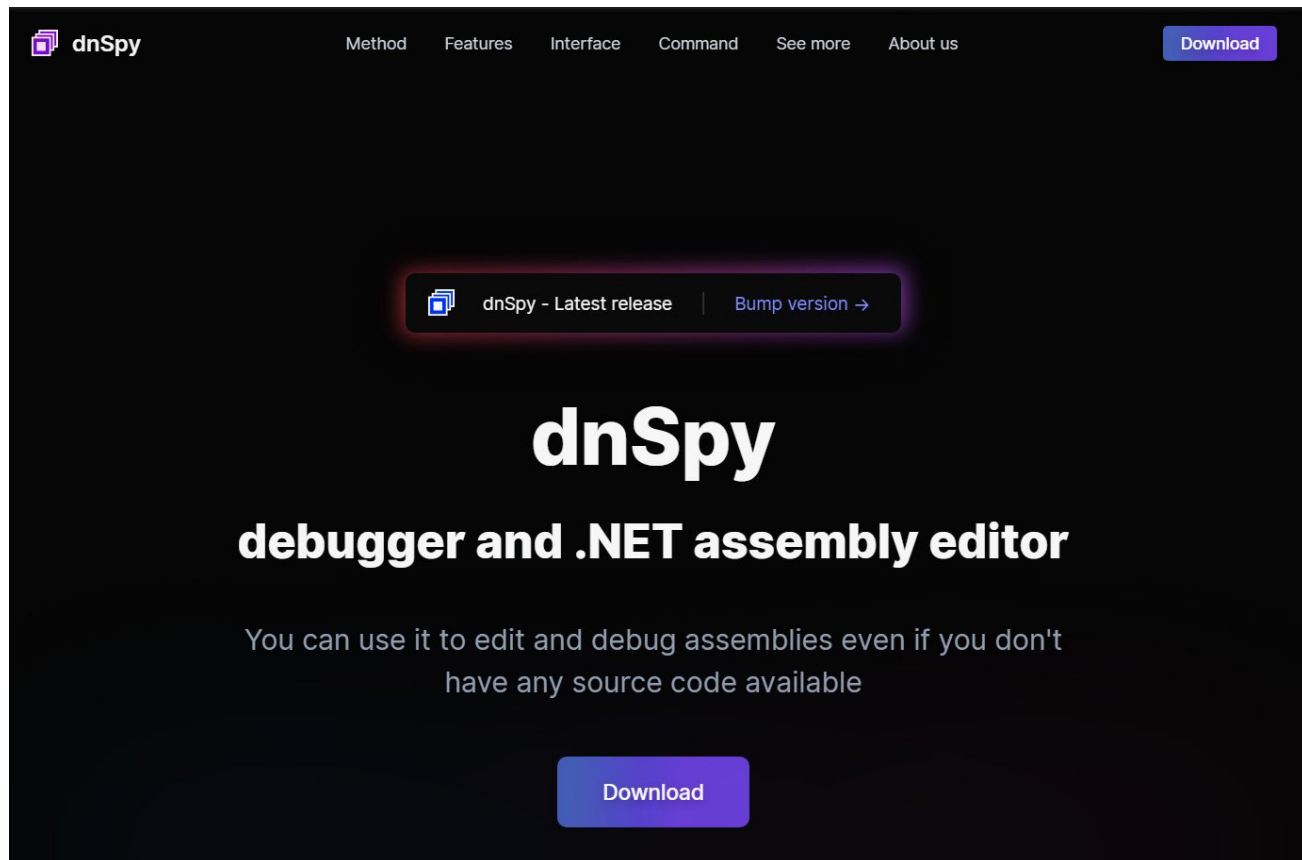 dnSpy
Method Features Interface Command See more About us
Download
dnSpy - Latest release
Bump version →
dnSpy
debugger and .NET assembly editor
You can use it to edit and debug assemblies even if you don't
have any source code available
Download